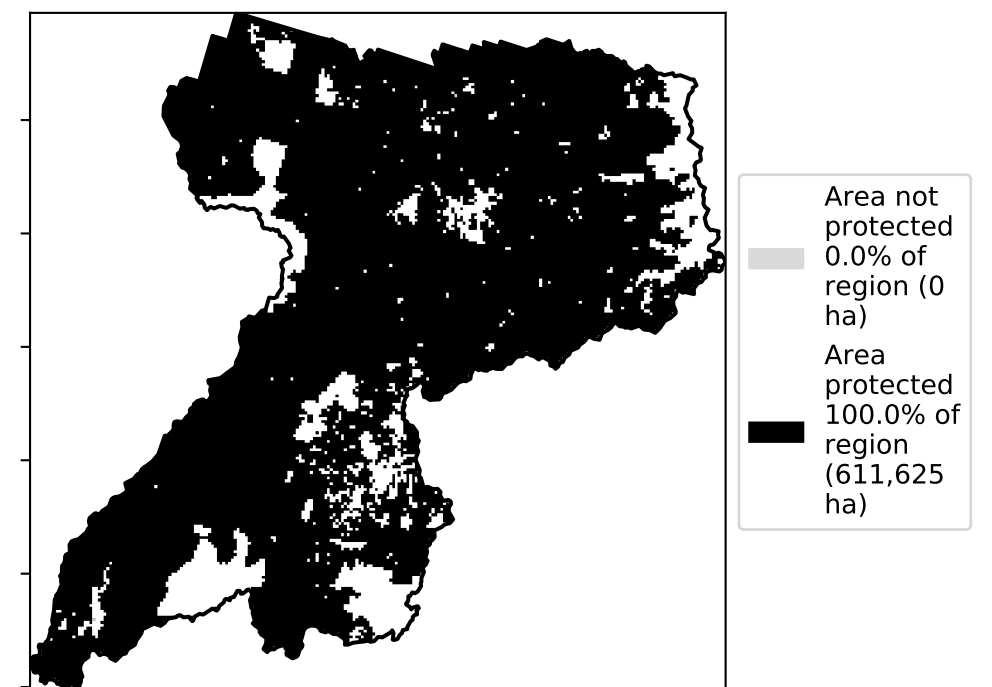 Area not
protected
0.0% of
region (0
ha)
Area
protected
100.0% of
region
(611,625
ha)